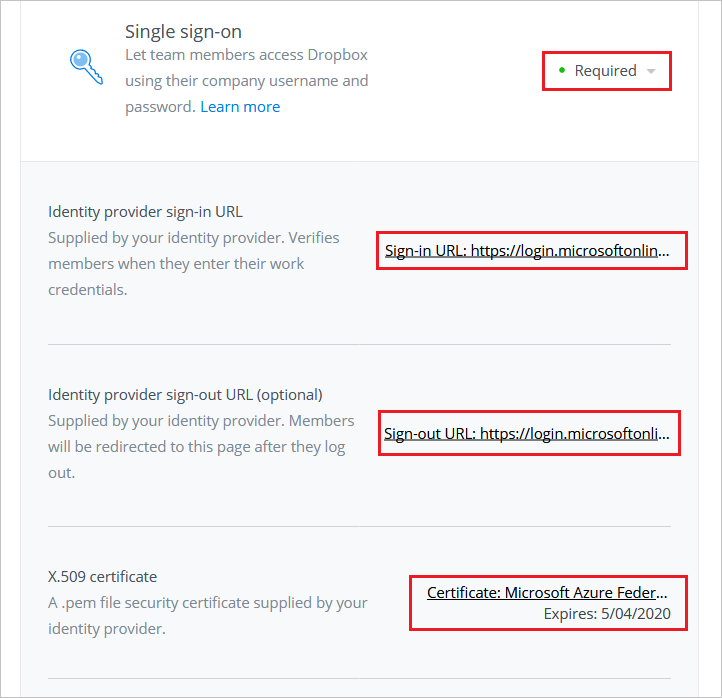 Single sign-on
Let team members access Dropbox
using their company username and
password. Learn more
Required
Identity provider sign-in URL
Supplied by your identity provider. Verifies
members when they enter their work
credentials.
Sign-in URL: https://login.microsoftonlin...
Identity provider sign-out URL (optional)
Supplied by your identity provider. Members
will be redirected to this page after they log
out.
Sign-out URL: https://login.microsoftonli...
X.509 certificate
A .pem file security certificate supplied by your
identity provider.
Certificate: Microsoft Azure Feder...
Expires: 5/04/2020